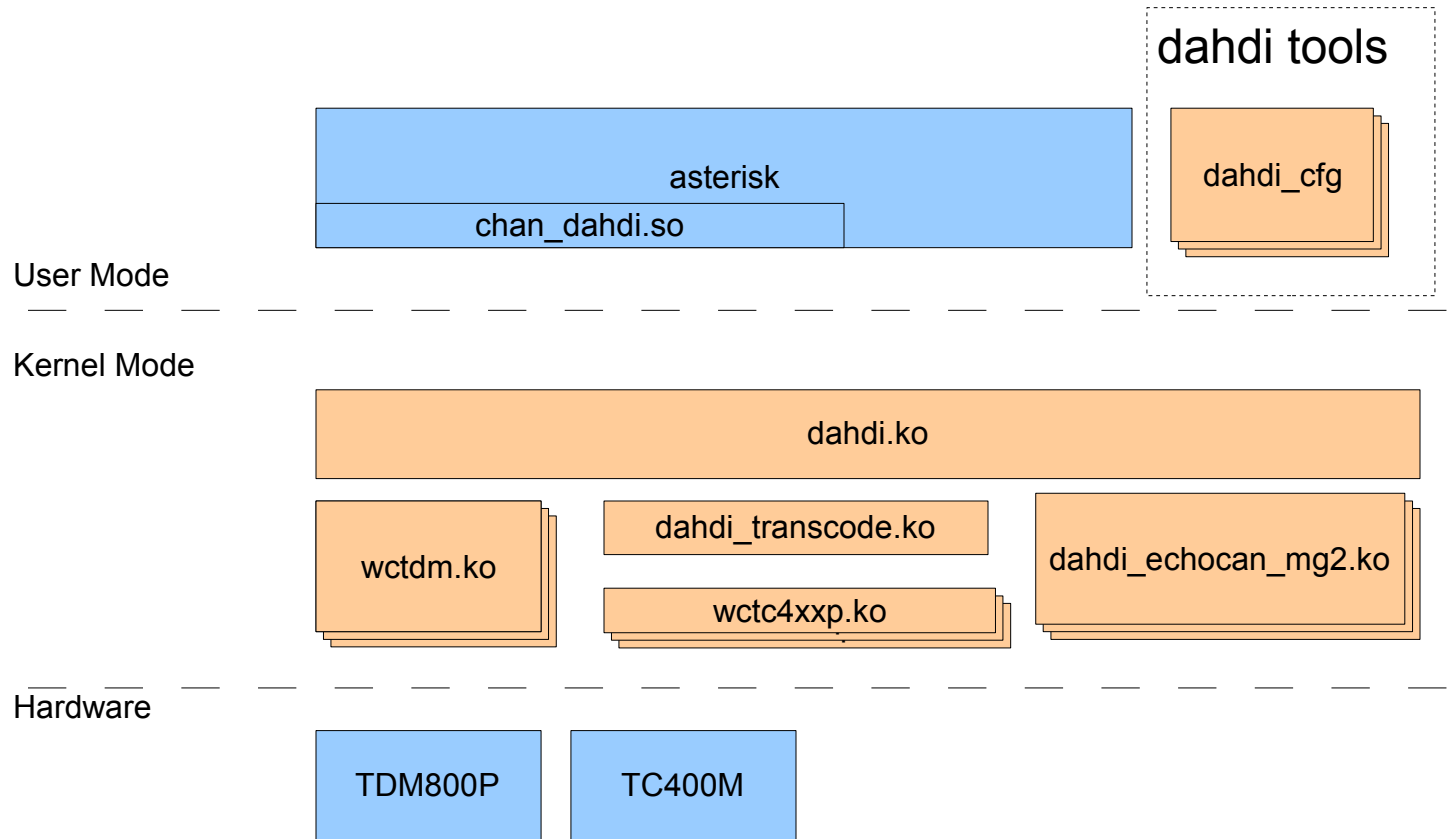 dahdi tools
asterisk
dahdi_cfg
chan_dahdi.so
User Mode
Kernel Mode
dahdi.ko
wctdm.ko
dahdi_transcode.ko
dahdi_echocan_mg2.ko
wctc4xxp.ko
Hardware
TDM800P
TC400M